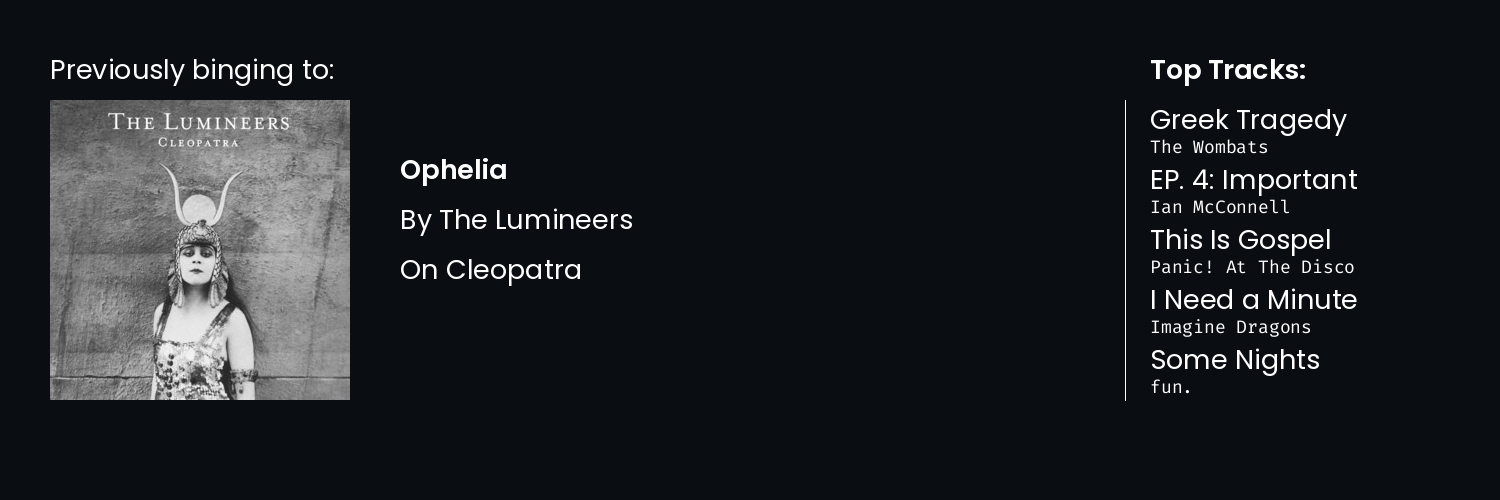 Previously binging to:
THE LUMINEERS
CLEOPATRA
Ophelia
By The Lumineers
On Cleopatra
Top Tracks:
Greek Tragedy
The Wombats
EP. 4: Important
Ian McConnell
This Is Gospel
Panic! At The Disco
I Need a Minute
Imagine Dragons
Some Nights
fun.